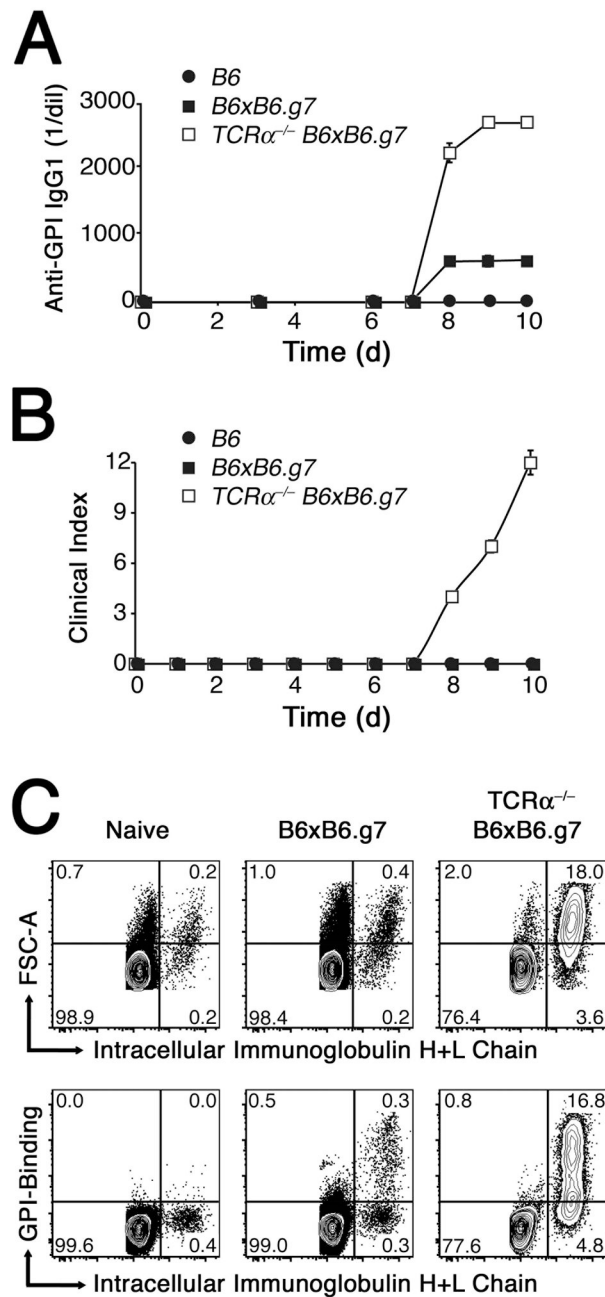 A
B6
B6xB6.g7
TCRα–/– B6xB6.g7
Anti-GPI IgG1 (1/dil)
3000
2000
1000
0
0 2 4 6 8 10
Time (d)
B
B6
B6xB6.g7
TCRα–/– B6xB6.g7
Clinical Index
12
9
6
3
0
0 2 4 6 8 10
Time (d)
C
Naive B6xB6.g7 TCRα–/–
B6xB6.g7
FSC-A
0.7 0.2 1.0 0.4 2.0 18.0
98.9 0.2 98.4 0.2 76.4 3.6
Intracellular Immunoglobulin H+L Chain
GPI-Binding
0.0 0.0 0.5 0.3 0.8 16.8
99.6 0.4 99.0 0.3 77.6 4.8
Intracellular Immunoglobulin H+L Chain